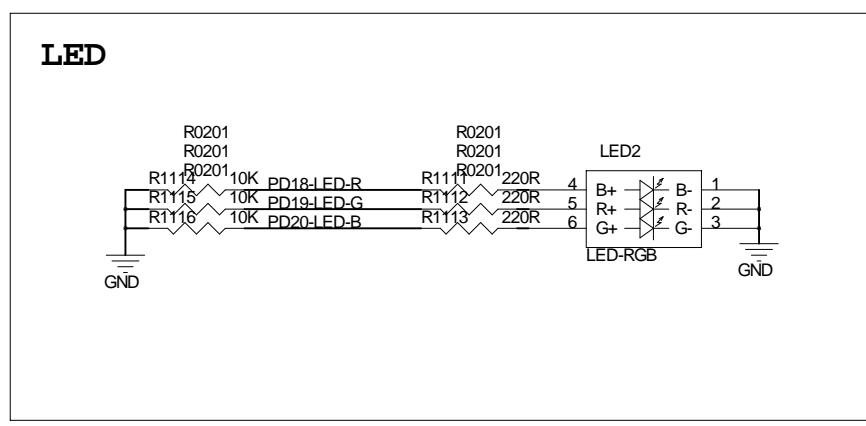 LED
R0201 R0201
R0201 R0201 LED2
R0201 R0201
R1114 10K PD18-LED-R R1111 220R 4 B+ B- 1
R1115 10K PD19-LED-G R1112 220R 5 R+ R- 2
R1116 10K PD20-LED-B R1113 220R 6 G+ G- 3
LED-RGB
GND GND